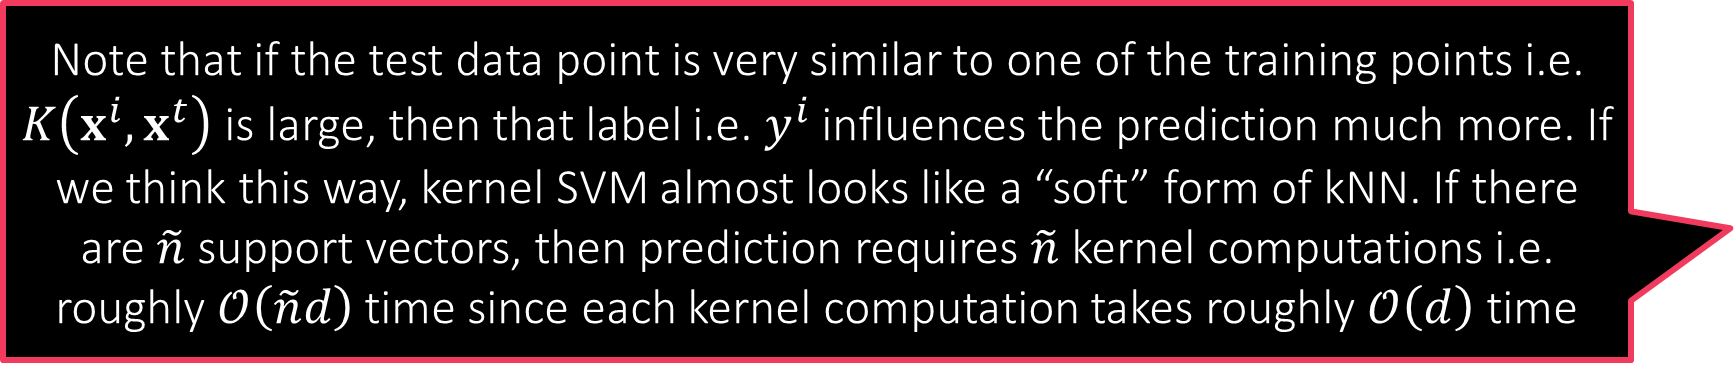 Note that if the test data point is very similar to one of the training points i.e.
𝐾(𝐱ⁱ, 𝐱ᵗ) is large, then that label i.e. 𝑦ⁱ influences the prediction much more. If
we think this way, kernel SVM almost looks like a “soft” form of kNN. If there
are ñ support vectors, then prediction requires ñ kernel computations i.e.
roughly 𝒪(ñ𝑑) time since each kernel computation takes roughly 𝒪(𝑑) time